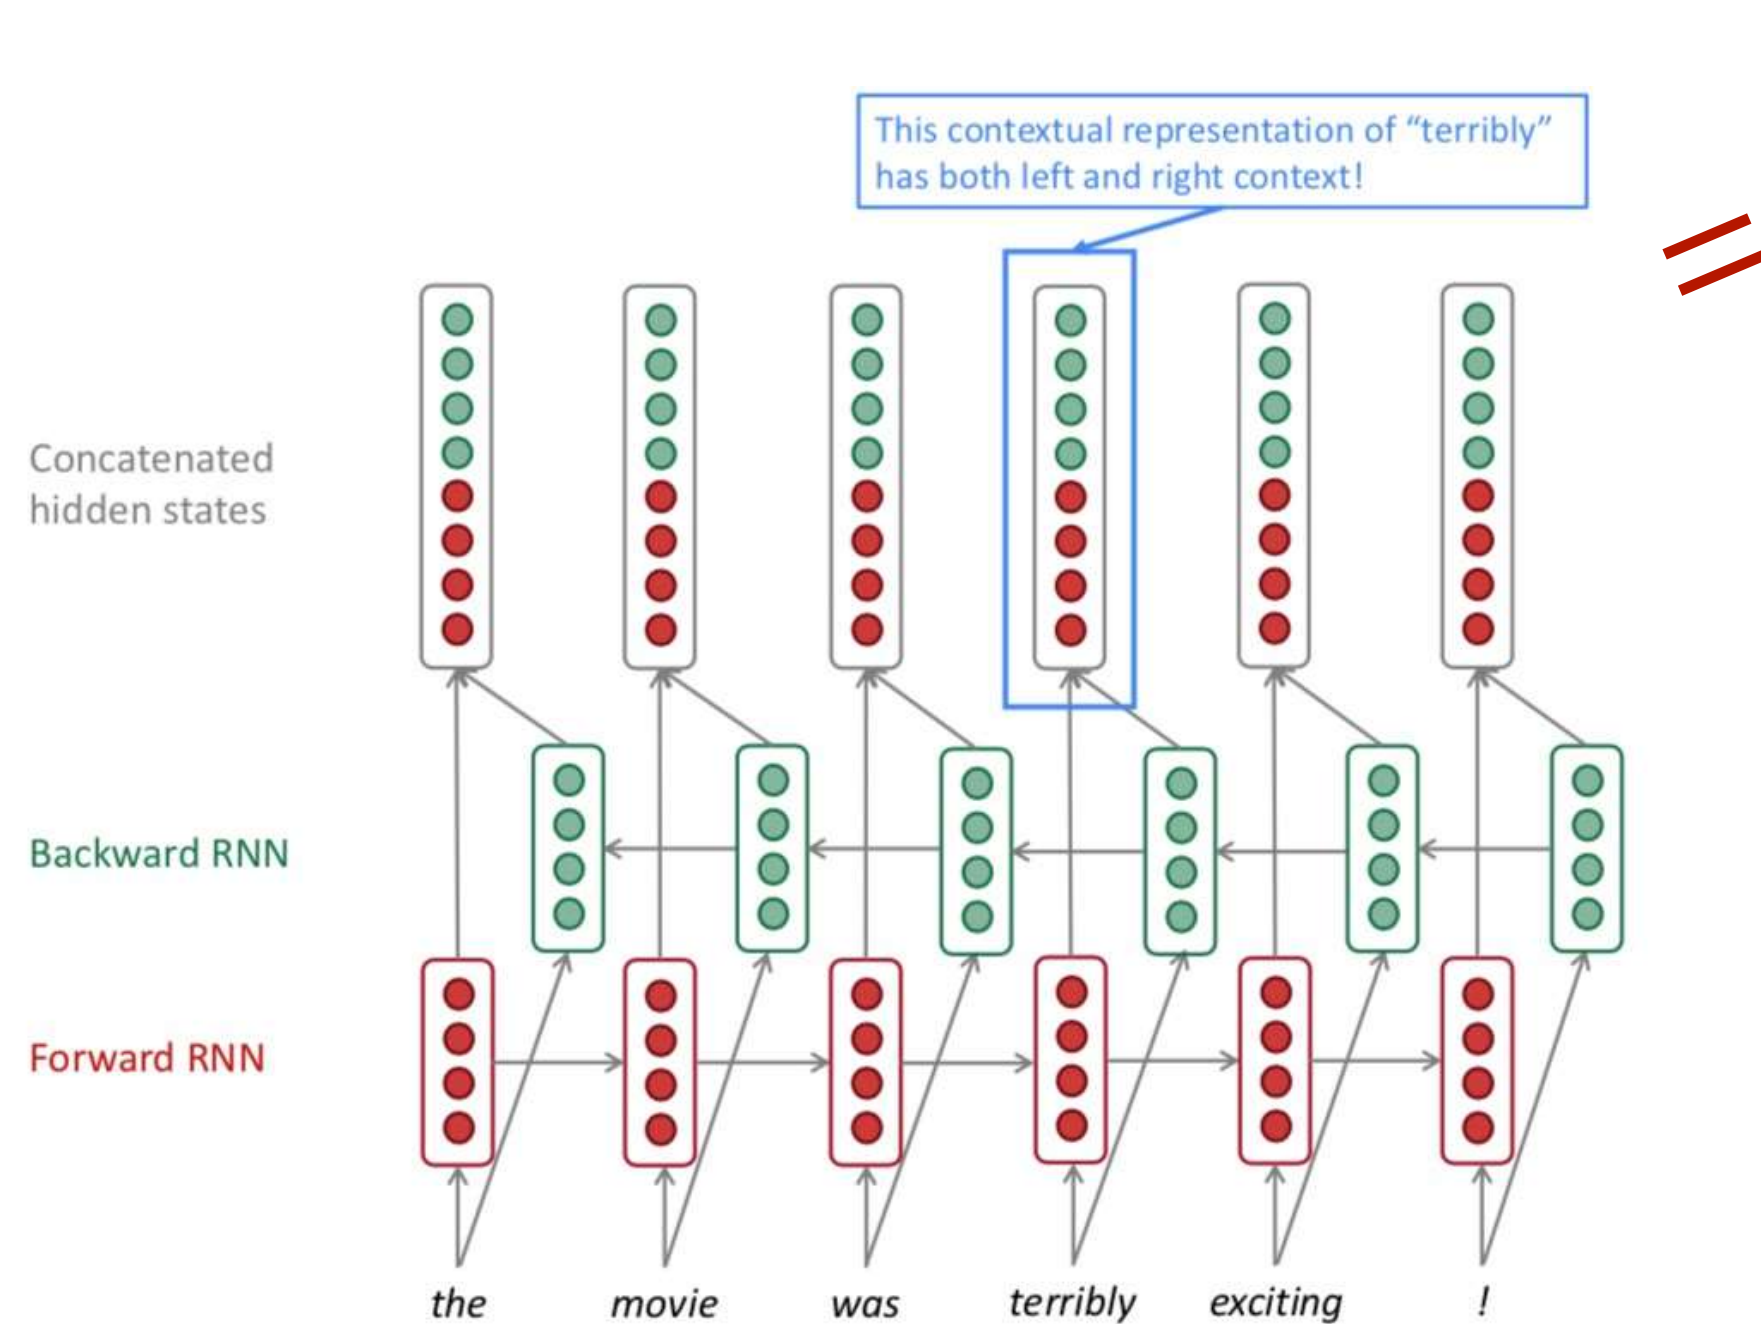 This contextual representation of “terribly”
has both left and right context!
Concatenated
hidden states
Backward RNN
Forward RNN
the movie was terribly exciting !